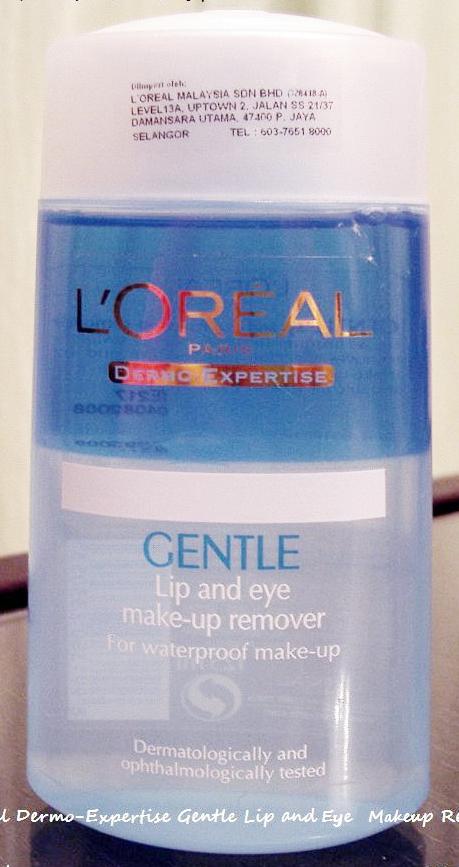 Diimport oleh:
L'OREAL MALAYSIA SDN BHD (328418-A)
LEVEL13A, UPTOWN 2, JALAN SS 21/37
DAMANSARA UTAMA, 47400 P. JAYA
SELANGOR TEL : 603-7651 8000
L'ORÉAL
PARIS
DERMO-EXPERTISE
GENTLE
Lip and eye
make-up remover
For waterproof make-up
Dermatologically and
ophthalmologically tested
Dermo-Expertise Gentle Lip and Eye Makeup